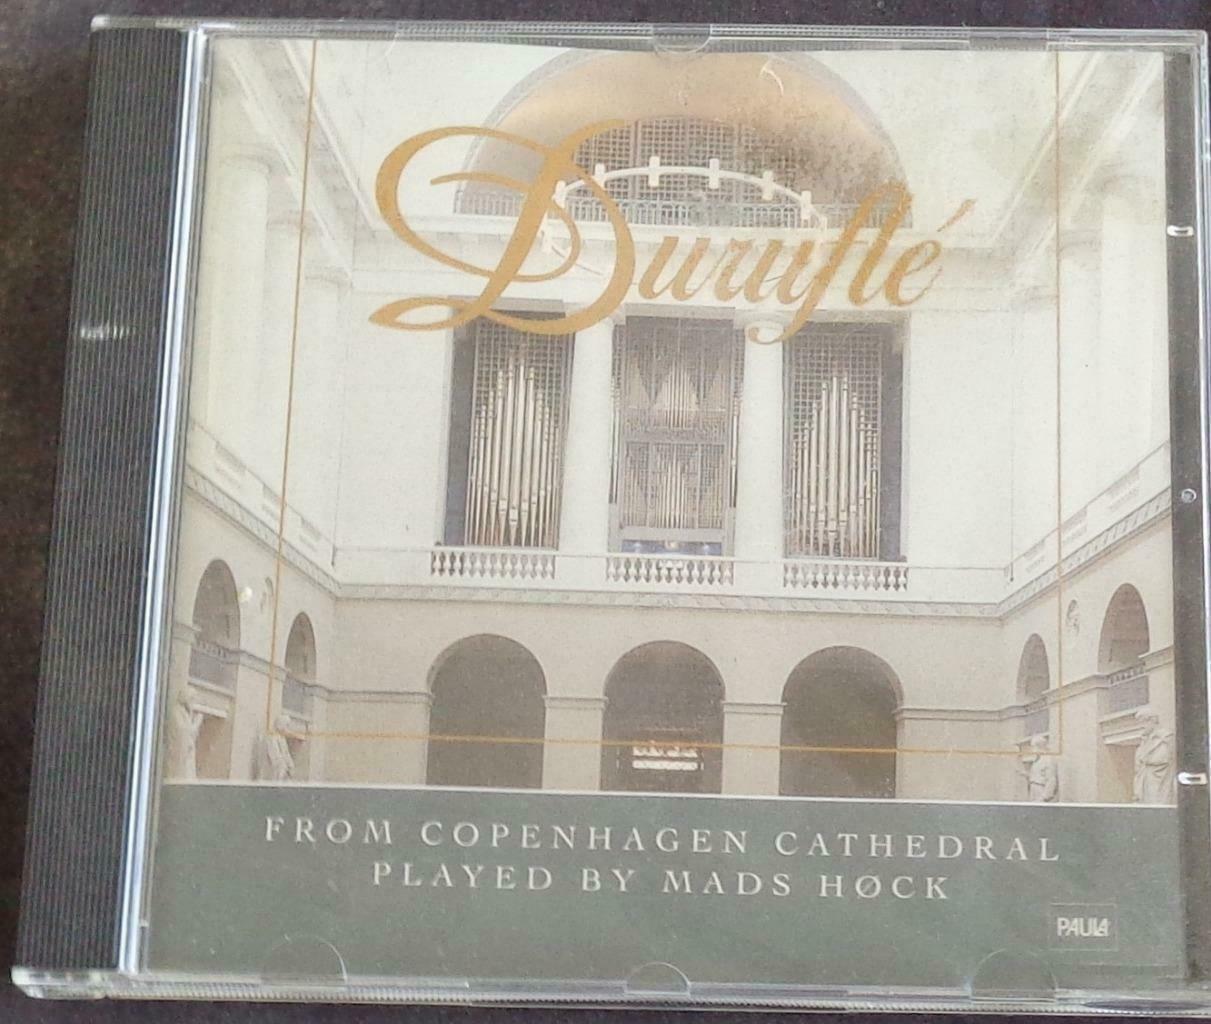 Duruflé
FROM COPENHAGEN CATHEDRAL
PLAYED BY MADS HØCK
PAULA